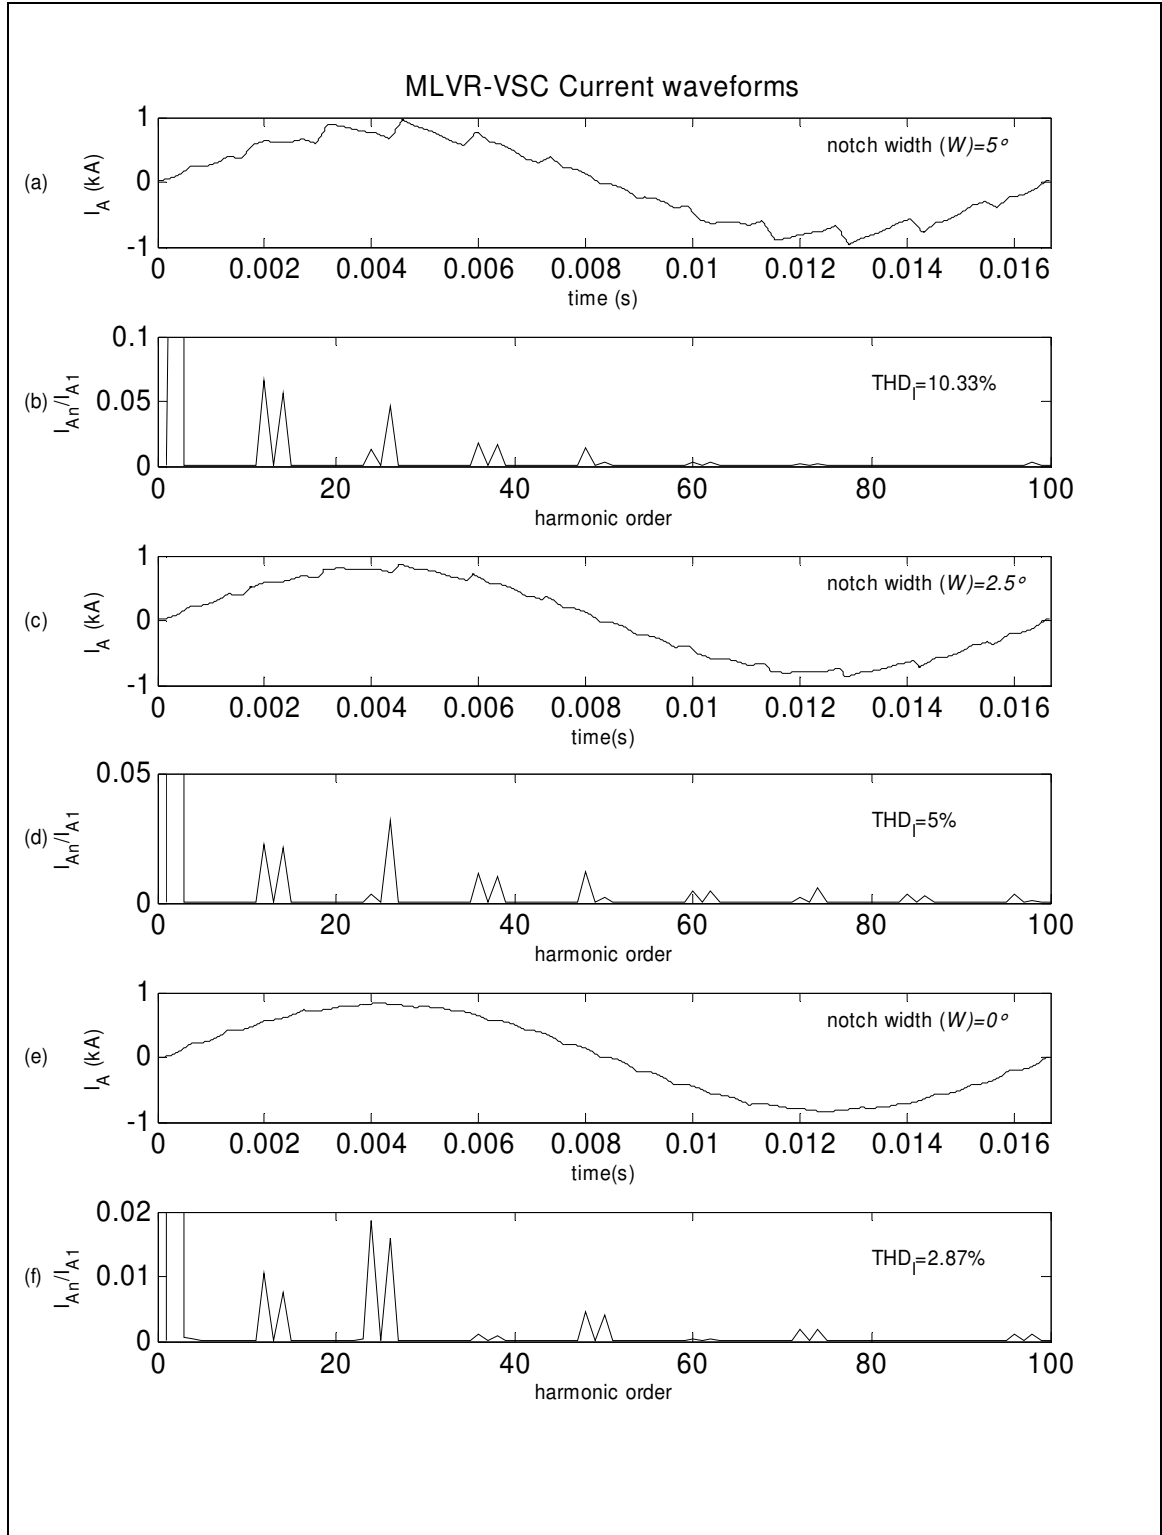 MLVR-VSC Current waveforms
(a)
I_A (kA)
1
0
-1
notch width (W)=5°
0 0.002 0.004 0.006 0.008 0.01 0.012 0.014 0.016
time (s)
(b)
I_An/I_A1
0.1
0.05
0
THD_I=10.33%
0 20 40 60 80 100
harmonic order
(c)
I_A (kA)
1
0
-1
notch width (W)=2.5°
0 0.002 0.004 0.006 0.008 0.01 0.012 0.014 0.016
time(s)
(d)
I_An/I_A1
0.05
0
THD_I=5%
0 20 40 60 80 100
harmonic order
(e)
I_A (kA)
1
0
-1
notch width (W)=0°
0 0.002 0.004 0.006 0.008 0.01 0.012 0.014 0.016
time(s)
(f)
I_An/I_A1
0.02
0.01
0
THD_I=2.87%
0 20 40 60 80 100
harmonic order